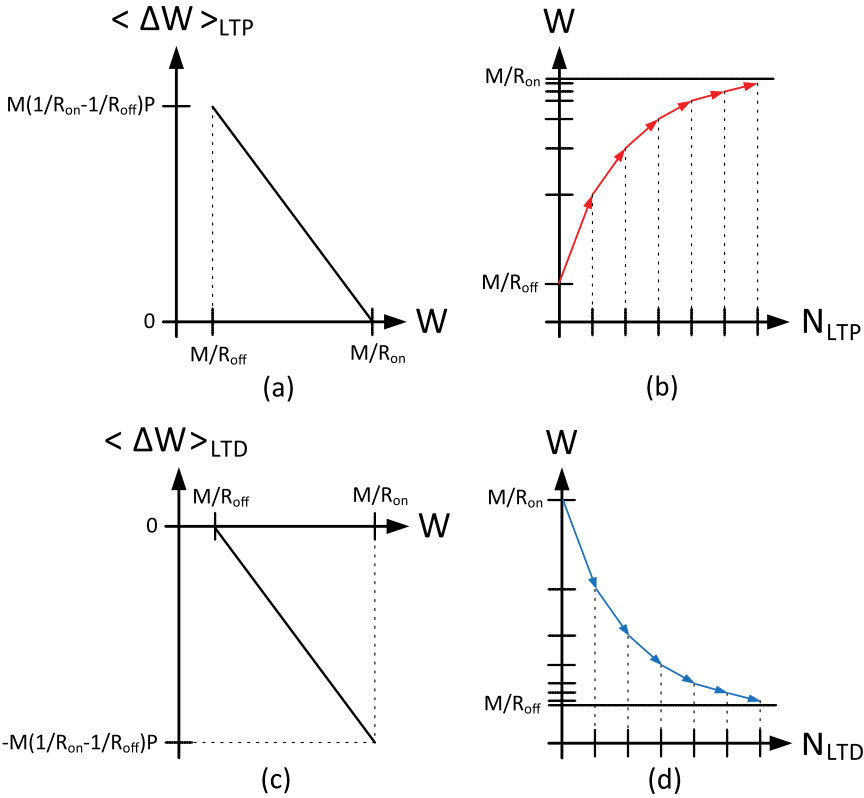 < ΔW >LTP
M(1/Ron-1/Roff)P
0
W
M/Roff
M/Ron
(a)
W
M/Ron
M/Roff
NLTP
(b)
< ΔW >LTD
M/Roff
M/Ron
0
W
-M(1/Ron-1/Roff)P
(c)
W
M/Ron
M/Roff
NLTD
(d)